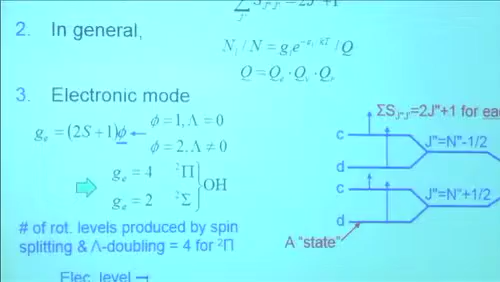 2. In general,
N_i / N = g_i e^{-ε_i / kT} / Q
Q = Q_e · Q_v · Q_r
3. Electronic mode
g_e = (2S+1)ϕ ← ϕ = 1, Λ = 0
ϕ = 2, Λ ≠ 0
g_e = 4 ²Π
g_e = 2 ²Σ
OH
# of rot. levels produced by spin
splitting & Λ-doubling = 4 for ²Π
ΣS_{J"J'}=2J"+1 for
c
J"=N"-1/2
d
c
J"=N"+1/2
d
A "state"
Elec. level